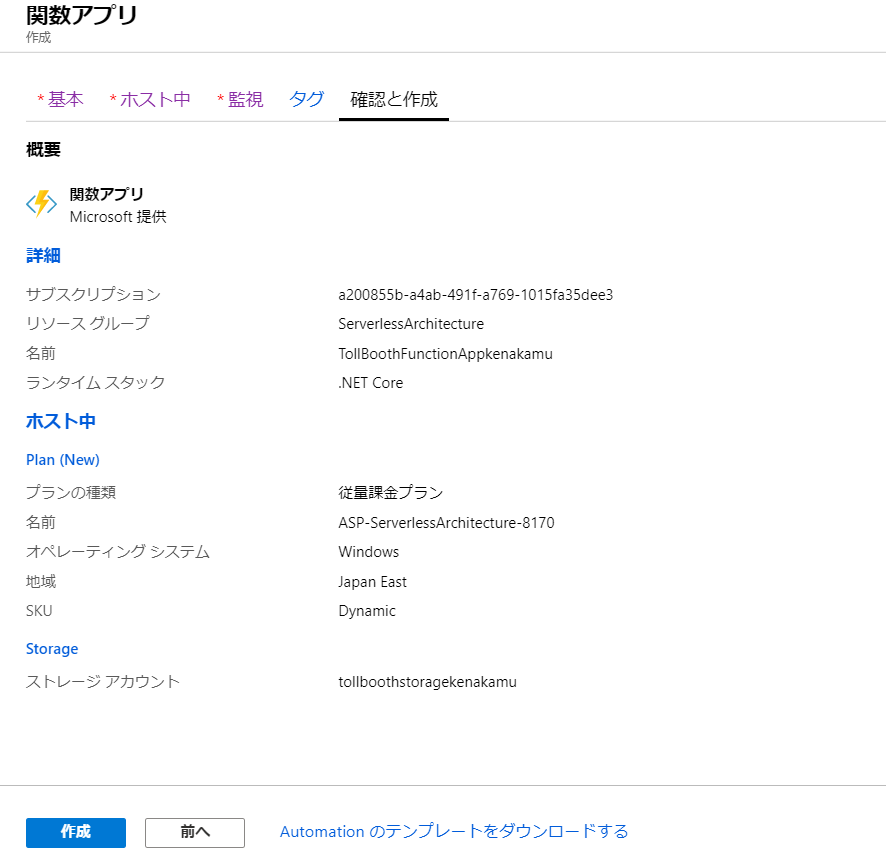 関数アプリ
作成
* 基本 * ホスト中 * 監視 タグ 確認と作成
概要
関数アプリ
Microsoft 提供
詳細
サブスクリプション a200855b-a4ab-491f-a769-1015fa35dee3
リソース グループ ServerlessArchitecture
名前 TollBoothFunctionAppkenakamu
ランタイム スタック .NET Core
ホスト中
Plan (New)
プランの種類 従量課金プラン
名前 ASP-ServerlessArchitecture-8170
オペレーティング システム Windows
地域 Japan East
SKU Dynamic
Storage
ストレージ アカウント tollboothstoragekenakamu
作成 前へ Automation のテンプレートをダウンロードする